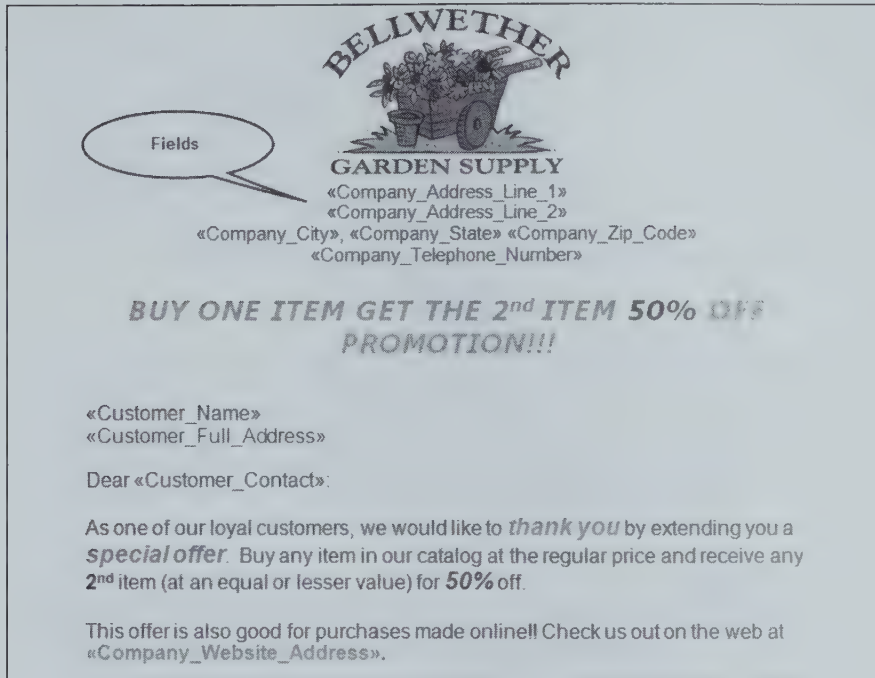 BELLWETHER
GARDEN SUPPLY
Fields
«Company_Address_Line_1»
«Company_Address_Line_2»
«Company_City», «Company_State» «Company_Zip_Code»
«Company_Telephone_Number»
BUY ONE ITEM GET THE 2nd ITEM 50% OFF
PROMOTION!!!
«Customer_Name»
«Customer_Full_Address»
Dear «Customer_Contact»:
As one of our loyal customers, we would like to thank you by extending you a
special offer. Buy any item in our catalog at the regular price and receive any
2nd item (at an equal or lesser value) for 50% off.
This offer is also good for purchases made online!! Check us out on the web at
«Company_Website_Address».